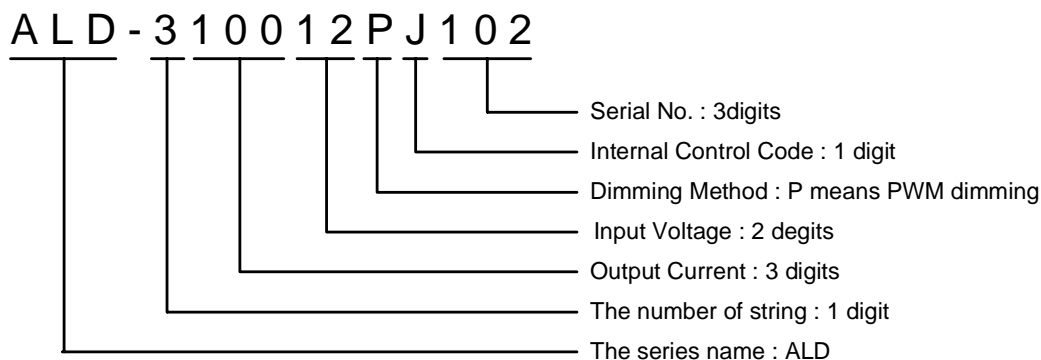 ALD-310012PJ102
Serial No. : 3digits
Internal Control Code : 1 digit
Dimming Method : P means PWM dimming
Input Voltage : 2 degits
Output Current : 3 digits
The number of string : 1 digit
The series name : ALD